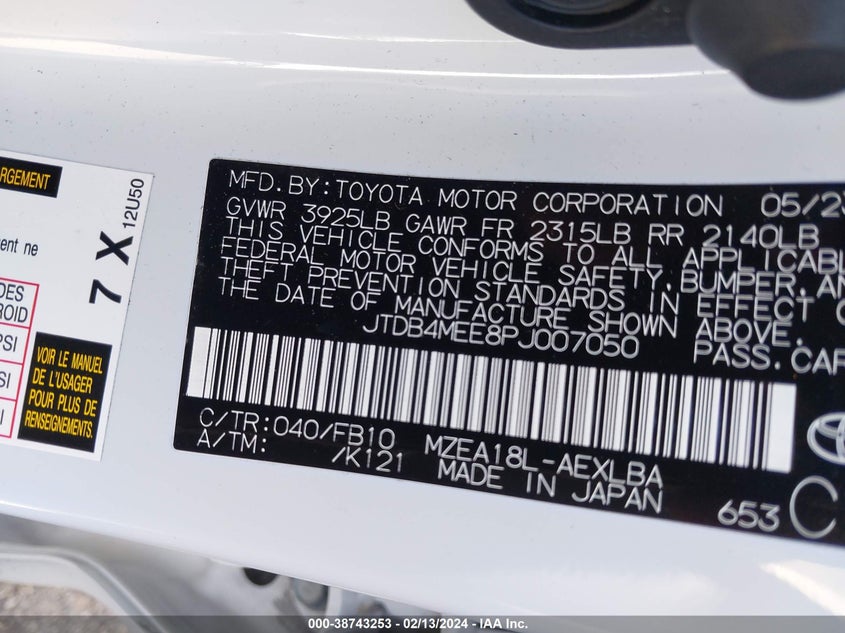 RGEMENT
ent ne
DES
ROID
PSI
SI
I
7 X
12U50
VOIR LE MANUEL
DE L'USAGER
POUR PLUS DE
RENSEIGNEMENTS.
MFD.BY:TOYOTA MOTOR CORPORATION 05/23
GVWR 3925LB GAWR FR 2315LB RR 2140LB
THIS VEHICLE CONFORMS TO ALL APPLICABL
FEDERAL MOTOR VEHICLE SAFETY,BUMPER,AN
THEFT PREVENTION STANDARDS IN EFFECT O
THE DATE OF MANUFACTURE SHOWN ABOVE.
JTDB4MEE8PJ007050 PASS.CAR
C/TR:040/FB10 MZEA18L-AEXLBA
A/TM: /K121 MADE IN JAPAN
653 C
000-38743253 - 02/13/2024 - IAA Inc.